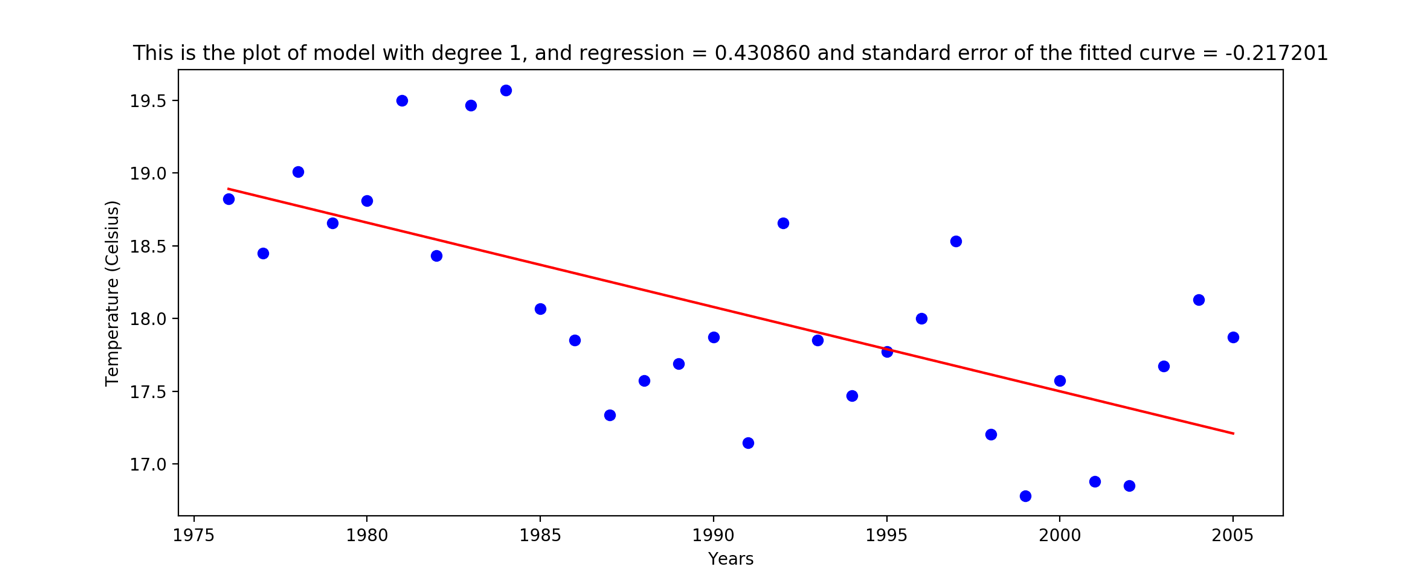 This is the plot of model with degree 1, and regression = 0.430860 and standard error of the fitted curve = -0.217201
19.5
19.0
18.5
18.0
17.5
17.0
Temperature (Celsius)
1975 1980 1985 1990 1995 2000 2005
Years